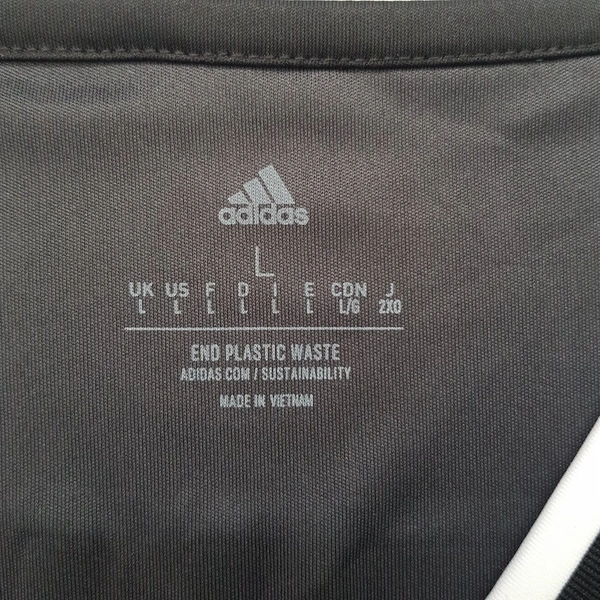 adidas
L
UK US F D I E CDN J
L L L L L L L/G 2XO
END PLASTIC WASTE
ADIDAS.COM / SUSTAINABILITY
MADE IN VIETNAM